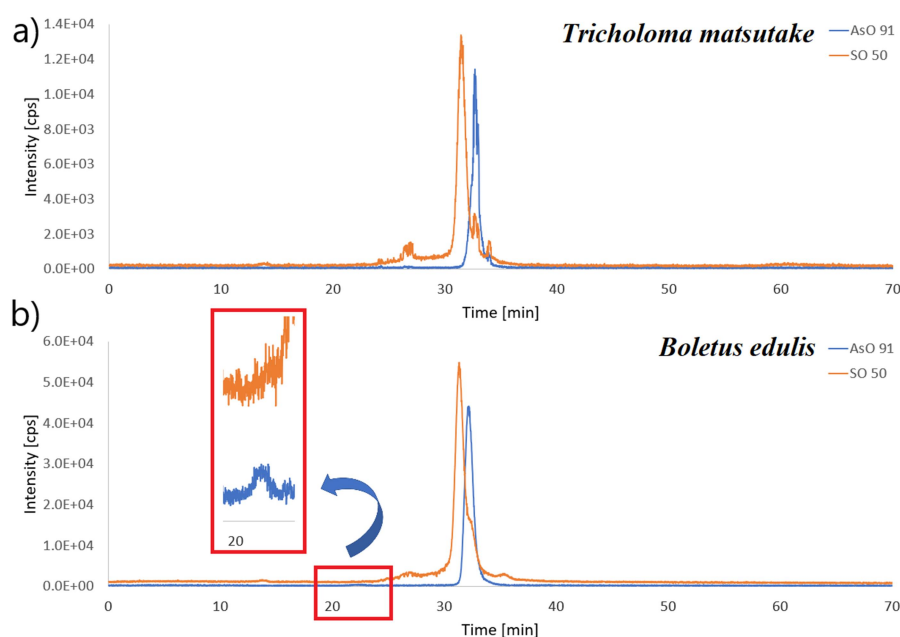 a)
Tricholoma matsutake
AsO 91
SO 50
Intensity [cps]
1.4E+04
1.2E+04
1.0E+04
8.0E+03
6.0E+03
4.0E+03
2.0E+03
0.0E+00
0 10 20 30 40 50 60 70
Time [min]
b)
Boletus edulis
AsO 91
SO 50
Intensity [cps]
6.0E+04
5.0E+04
4.0E+04
3.0E+04
2.0E+04
1.0E+04
0.0E+00
20
0 10 20 30 40 50 60 70
Time [min]